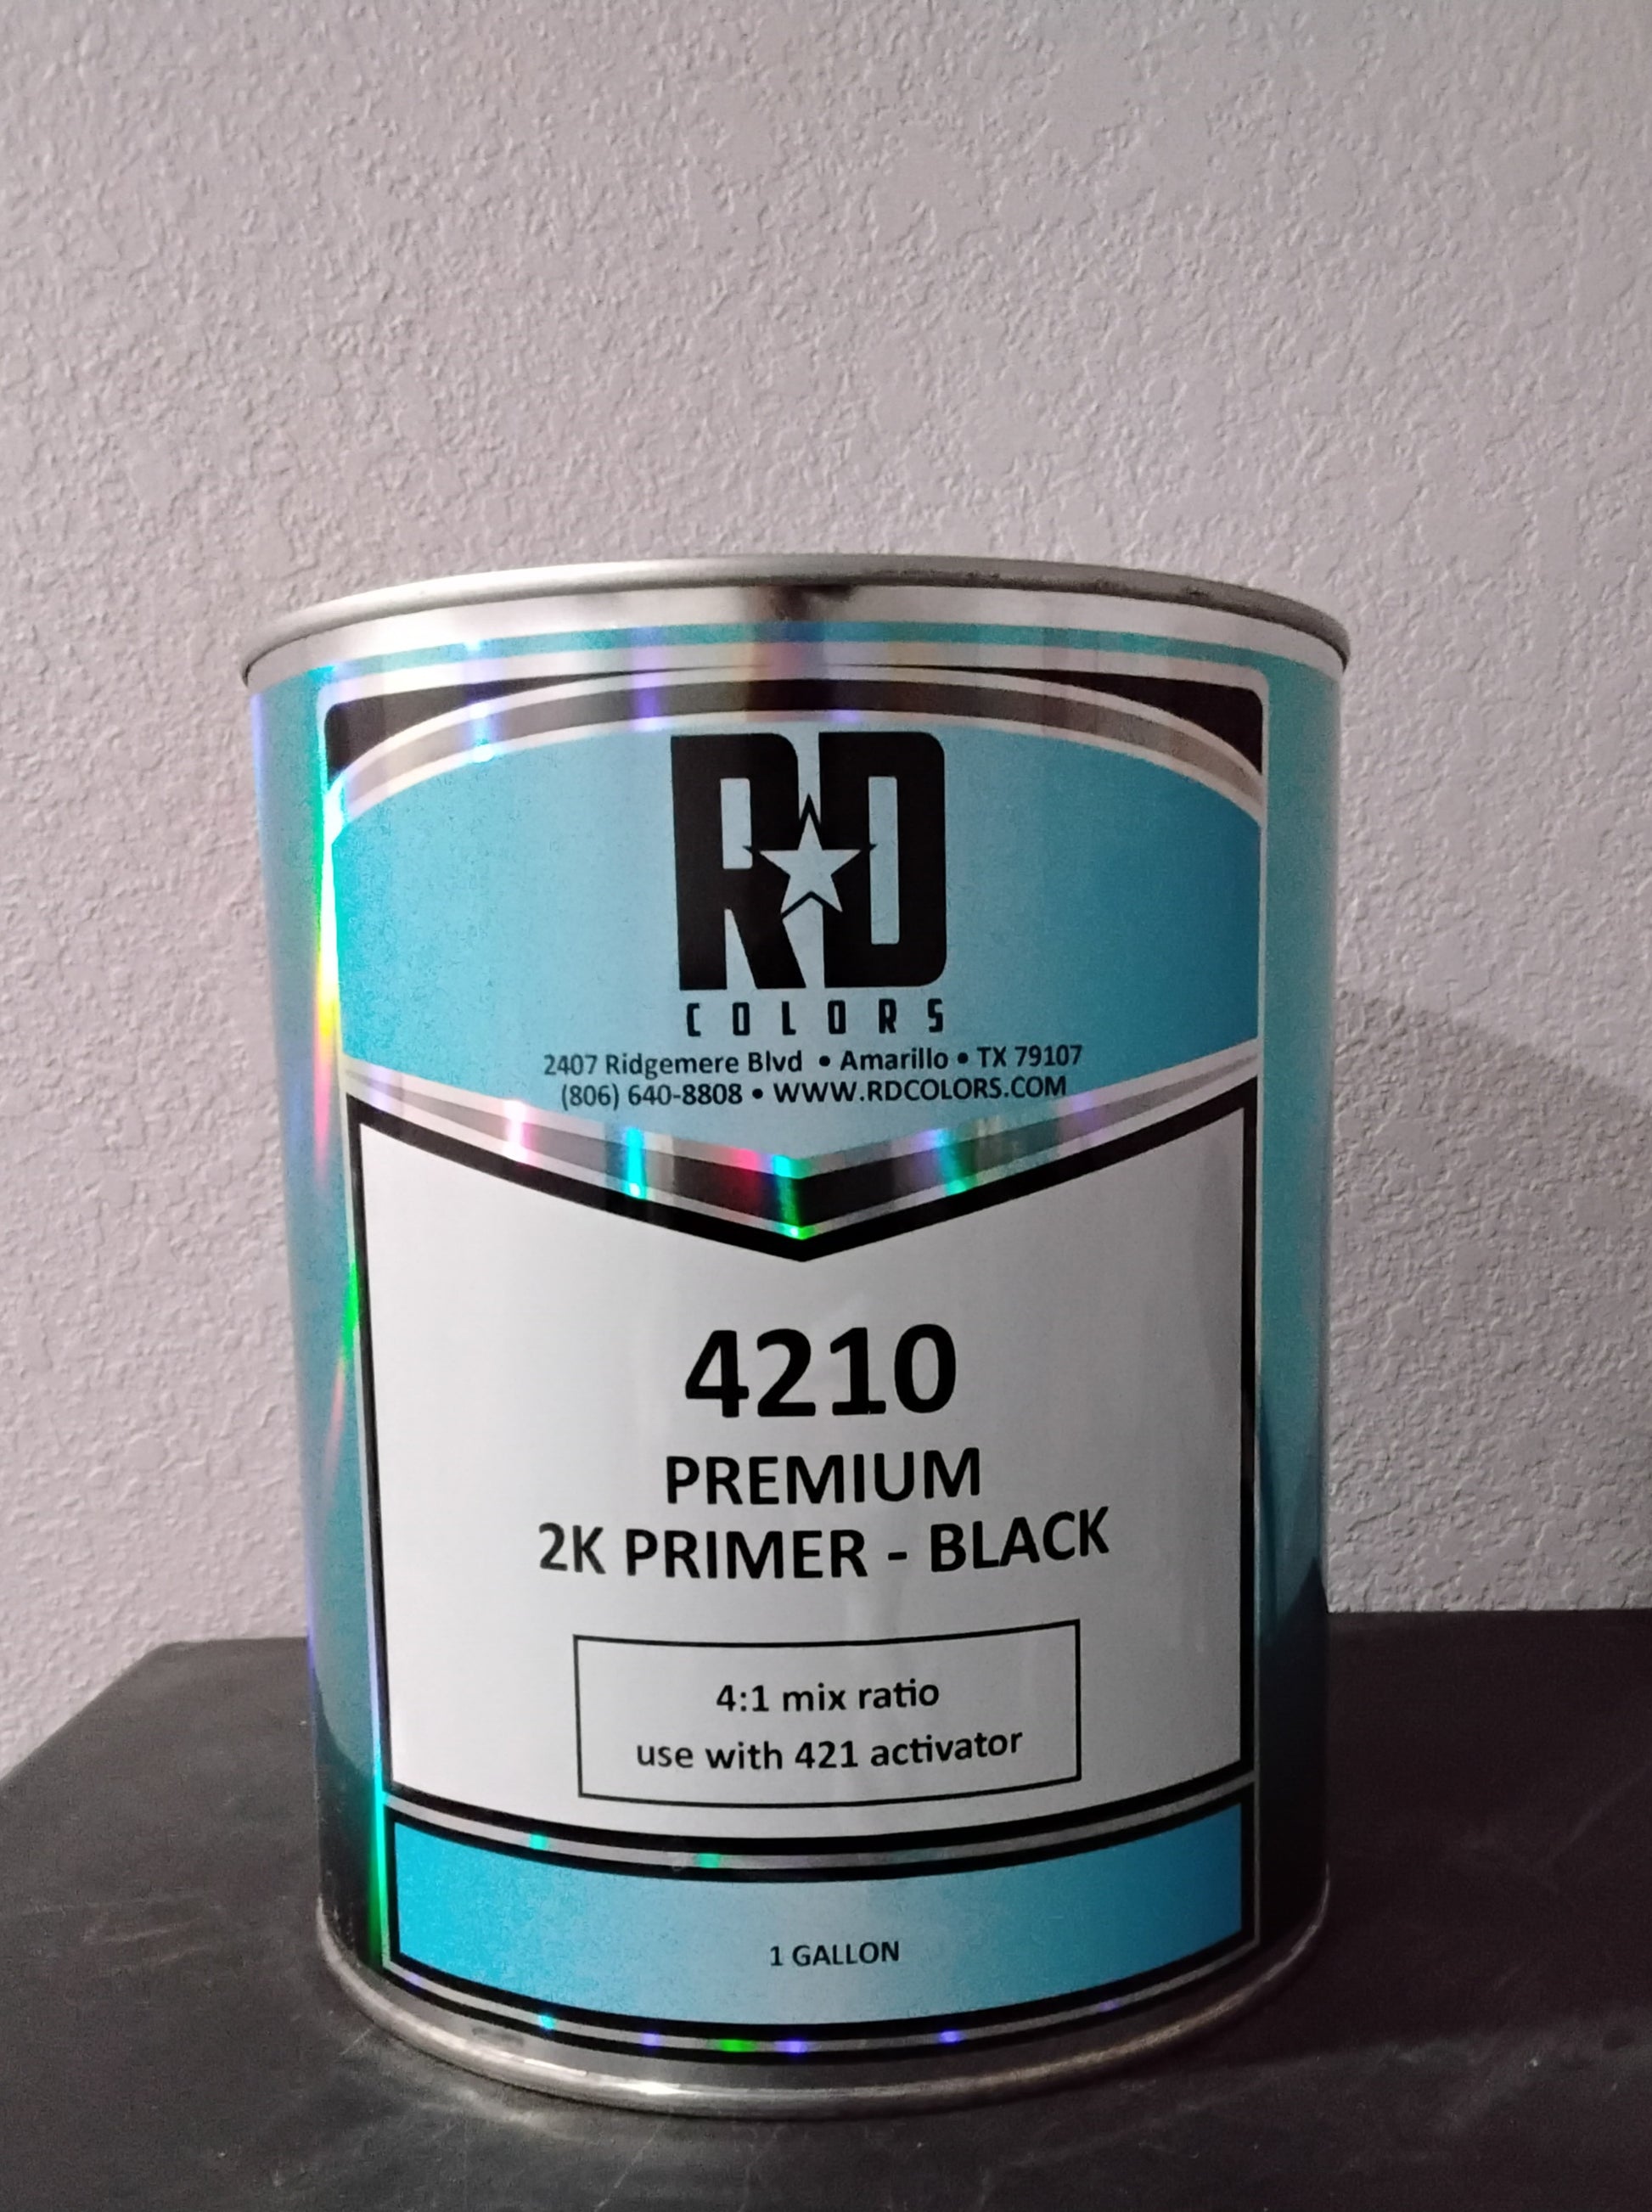 RD
COLORS
2407 Ridgemere Blvd • Amarillo • TX 79107
(806) 640-8808 • WWW.RDCOLORS.COM
4210
PREMIUM
2K PRIMER - BLACK
4:1 mix ratio
use with 421 activator
1 GALLON